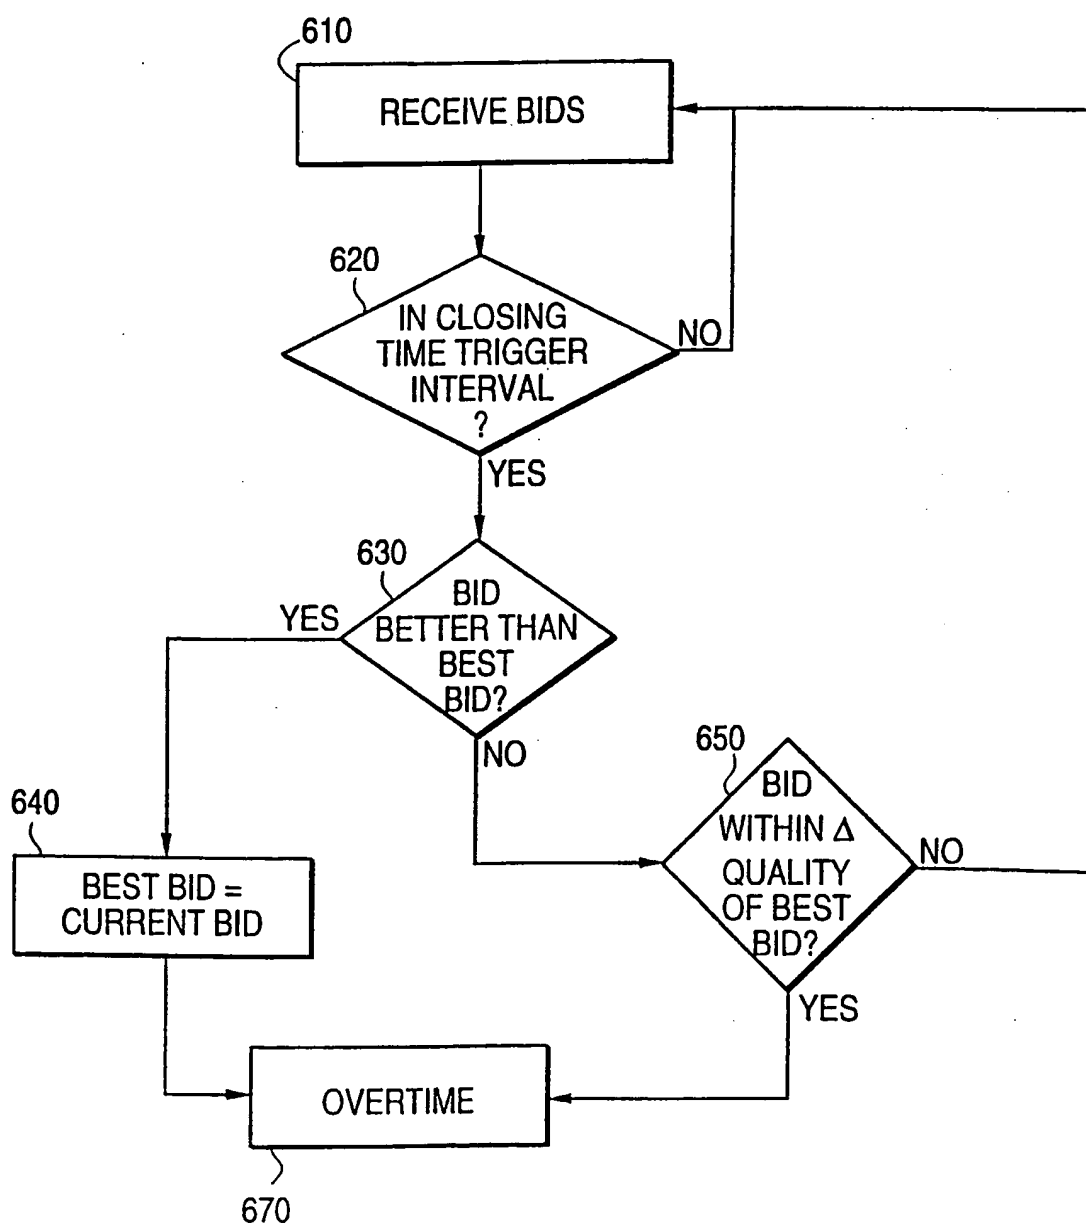 610
RECEIVE BIDS
620
IN CLOSING
TIME TRIGGER
INTERVAL
?
NO
YES
630
BID
BETTER THAN
BEST
BID?
YES
NO
650
BID
WITHIN Δ
QUALITY
OF BEST
BID?
NO
YES
640
BEST BID =
CURRENT BID
OVERTIME
670